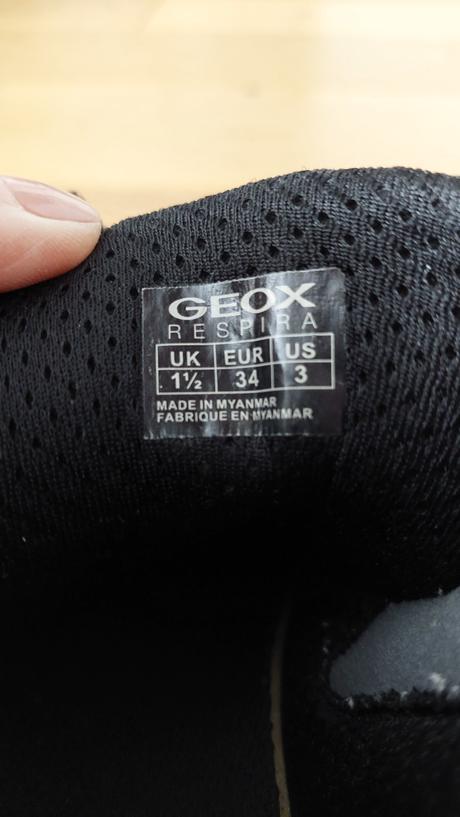 GEOX
RESPIRA
UK EUR US
1½ 34 3
MADE IN MYANMAR
FABRIQUE EN MYANMAR